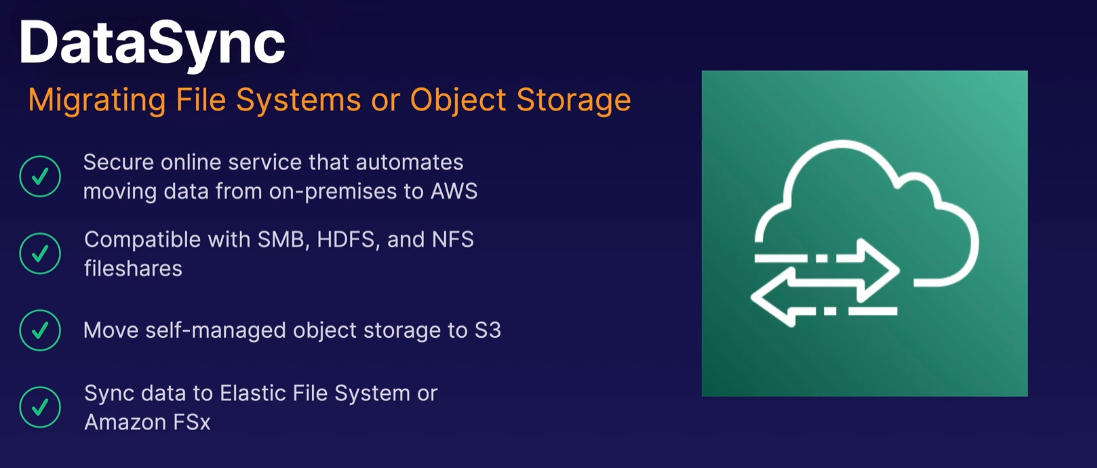 DataSync
Migrating File Systems or Object Storage
Secure online service that automates
moving data from on-premises to AWS
Compatible with SMB, HDFS, and NFS
fileshares
Move self-managed object storage to S3
Sync data to Elastic File System or
Amazon FSx